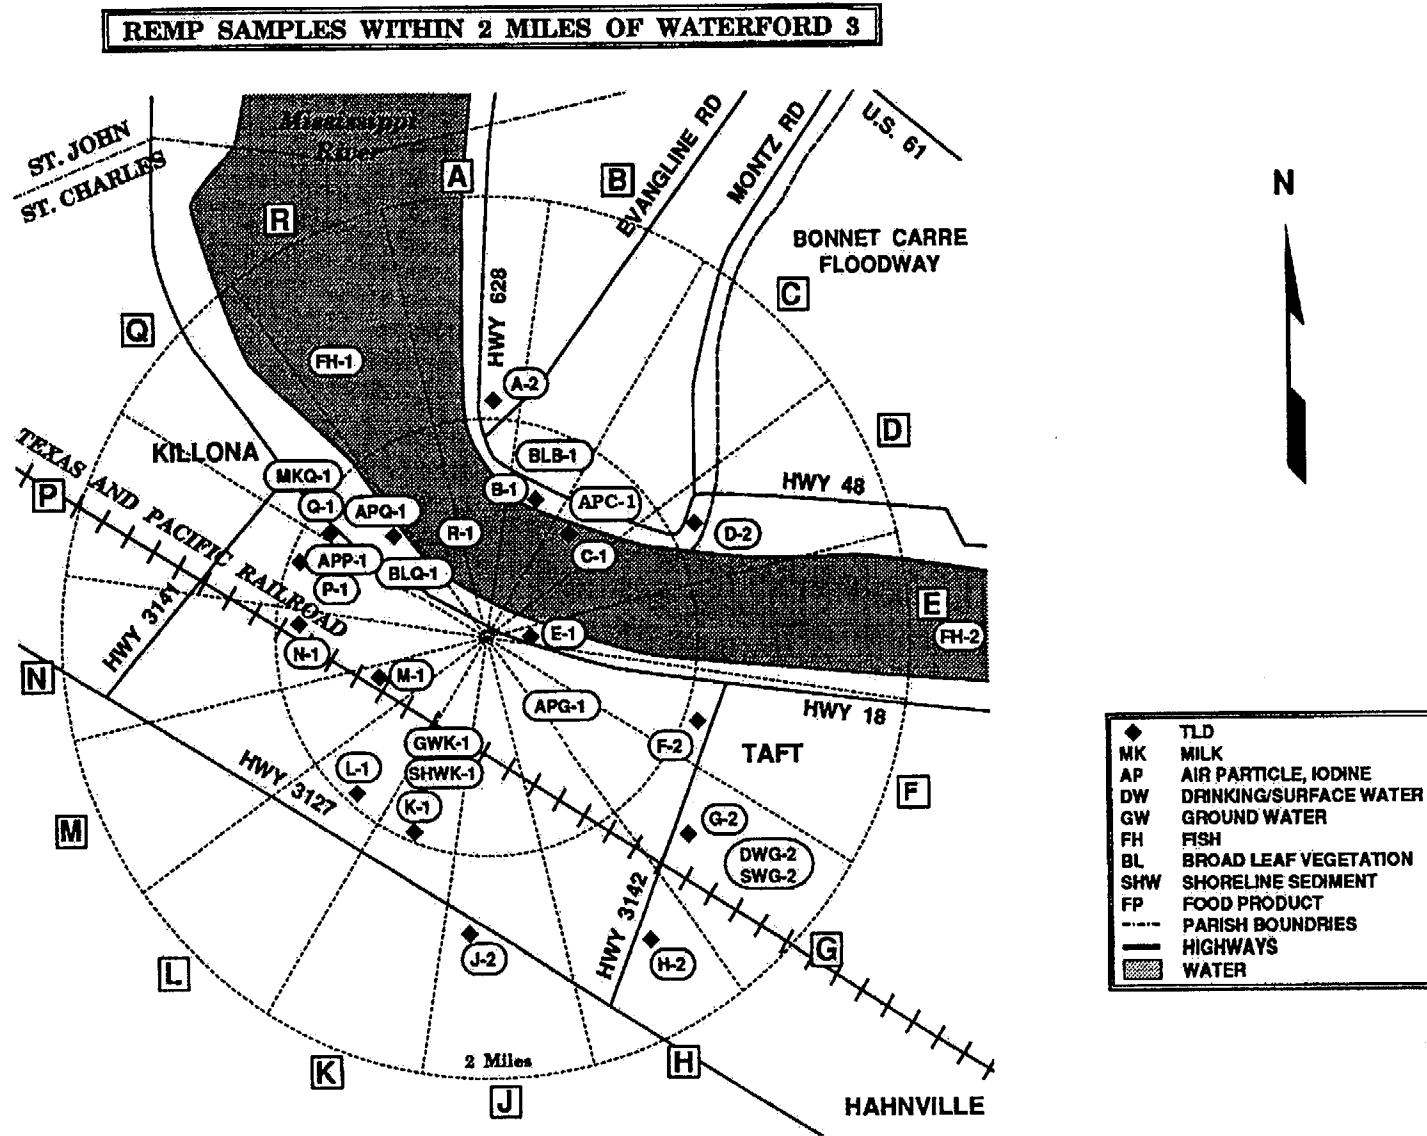 REMP SAMPLES WITHIN 2 MILES OF WATERFORD 3
Mississippi
River
ST. JOHN
ST. CHARLES
A
B
EVANGLINE RD
MONTZ RD
U.S. 61
N
R
BONNET CARRE
FLOODWAY
C
Q
HWY 628
FH-1
A-2
D
KILLONA
BLB-1
MKQ-1
HWY 48
P
TEXAS AND PACIFIC RAILROAD
Q-1
APQ-1
B-1
APC-1
R-1
D-2
C-1
APP-1
BLQ-1
P-1
E
HWY 3141
E-1
FH-2
N-1
N
M-1
APG-1
HWY 18
GWK-1
F-2
TAFT
SHWK-1
L-1
HWY 3127
K-1
F
M
G-2
DWG-2
SWG-2
HWY 3142
G
J-2
H-2
L
2 Miles
K
H
J
HAHNVILLE
TLD
MK MILK
AP AIR PARTICLE, IODINE
DW DRINKING/SURFACE WATER
GW GROUND WATER
FH FISH
BL BROAD LEAF VEGETATION
SHW SHORELINE SEDIMENT
FP FOOD PRODUCT
PARISH BOUNDRIES
HIGHWAYS
WATER